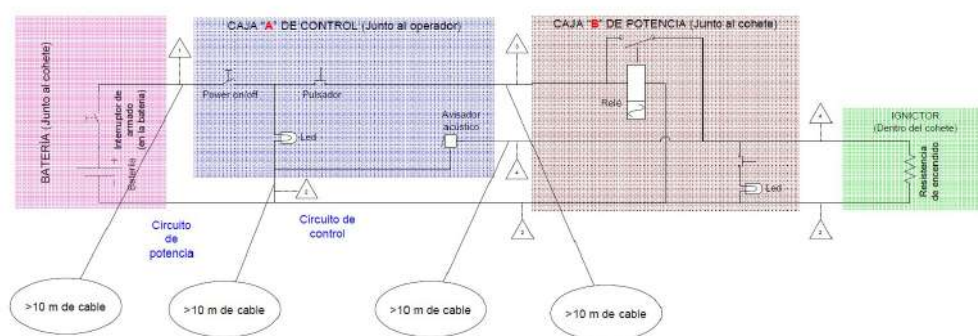 CAJA "A" DE CONTROL (Junto al operador)
CAJA "B" DE POTENCIA (Junto al cohete)
BATERÍA (Junto al cohete)
Interruptor de
armado
(en la batería)
+
Batería
-
1
Power on/off
Pulsador
Led
Avisador
acústico
2
3
4
Relé
Led
2
4
2
IGNICTOR
(Dentro del cohete)
Resistencia
de encendido
Circuito
de
potencia
Circuito de
control
>10 m de cable
>10 m de cable
>10 m de cable
>10 m de cable